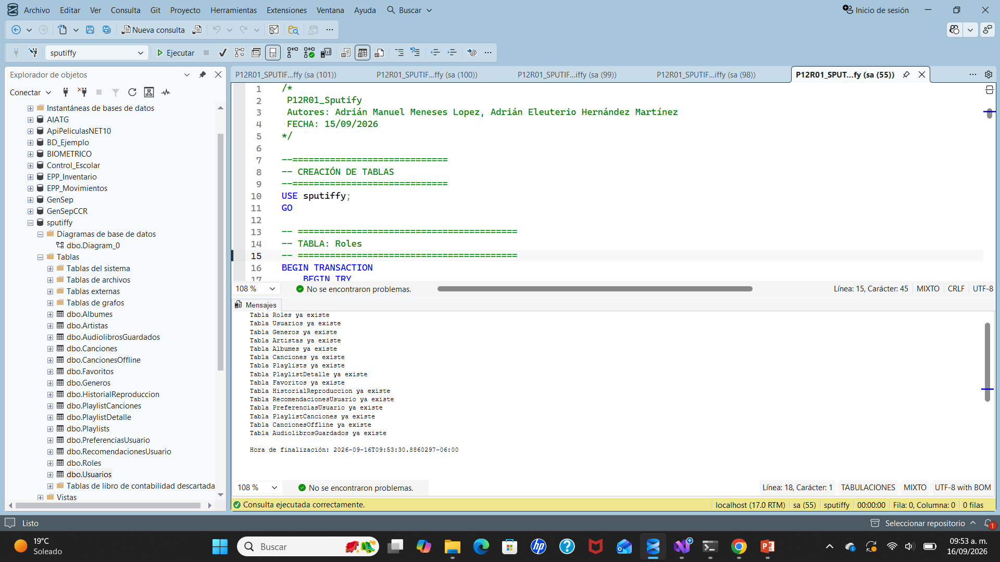 Archivo Editar Ver Consulta Git Proyecto Herramientas Extensiones Ventana Ayuda Buscar Inicio de sesión
Nueva consulta
sputiffy Ejecutar
Explorador de objetos
Conectar
Instantáneas de bases de datos
AIATG
ApiPeliculasNET10
BD_Ejemplo
BIOMETRICO
Control_Escolar
EPP_Inventario
EPP_Movimientos
GenSep
GenSepCCR
sputiffy
Diagramas de base de datos
dbo.Diagram_0
Tablas
Tablas del sistema
Tablas de archivos
Tablas externas
Tablas de grafos
dbo.Albumes
dbo.Artistas
dbo.AudiolibrosGuardados
dbo.Canciones
dbo.CancionesOffline
dbo.Favoritos
dbo.Generos
dbo.HistorialReproduccion
dbo.PlaylistCanciones
dbo.PlaylistDetalle
dbo.Playlists
dbo.PreferenciasUsuario
dbo.RecomendacionesUsuario
dbo.Roles
dbo.Usuarios
Tablas de libro de contabilidad descartada
Vistas
P12R01_SPUTIF...ffy (sa (101)) P12R01_SPUTIF...ffy (sa (100)) P12R01_SPUTIF...iffy (sa (99)) P12R01_SPUTIF...iffy (sa (98)) P12R01_SPUT...fy (sa (55))
1 /*
2 P12R01_Sputify
3 Autores: Adrián Manuel Meneses Lopez, Adrián Eleuterio Hernández Martínez
4 FECHA: 15/09/2026
5 */
6
7 --=============================
8 -- CREACIÓN DE TABLAS
9 --=============================
10 USE sputiffy;
11 GO
12
13 -- =========================================
14 -- TABLA: Roles
15 -- =========================================
16 BEGIN TRANSACTION
17 BEGIN TRY
108 % No se encontraron problemas. Línea: 15, Carácter: 45 MIXTO CRLF UTF-8
Mensajes
Tabla Roles ya existe
Tabla Usuarios ya existe
Tabla Generos ya existe
Tabla Artistas ya existe
Tabla Albumes ya existe
Tabla Canciones ya existe
Tabla Playlists ya existe
Tabla PlaylistDetalle ya existe
Tabla Favoritos ya existe
Tabla HistorialReproduccion ya existe
Tabla RecomendacionesUsuario ya existe
Tabla PreferenciasUsuario ya existe
Tabla PlaylistCanciones ya existe
Tabla CancionesOffline ya existe
Tabla AudiolibrosGuardados ya existe
Hora de finalización: 2026-09-16T09:53:30.8860297-06:00
108 % No se encontraron problemas. Línea: 18, Carácter: 1 TABULACIONES MIXTO UTF-8 with BOM
Consulta ejecutada correctamente. localhost (17.0 RTM) sa (55) sputiffy 00:00:00 Fila: 0, Columna: 0 0 filas
Listo Seleccionar repositorio 1
19°C
Soleado
Buscar
09:53 a. m.
16/09/2026